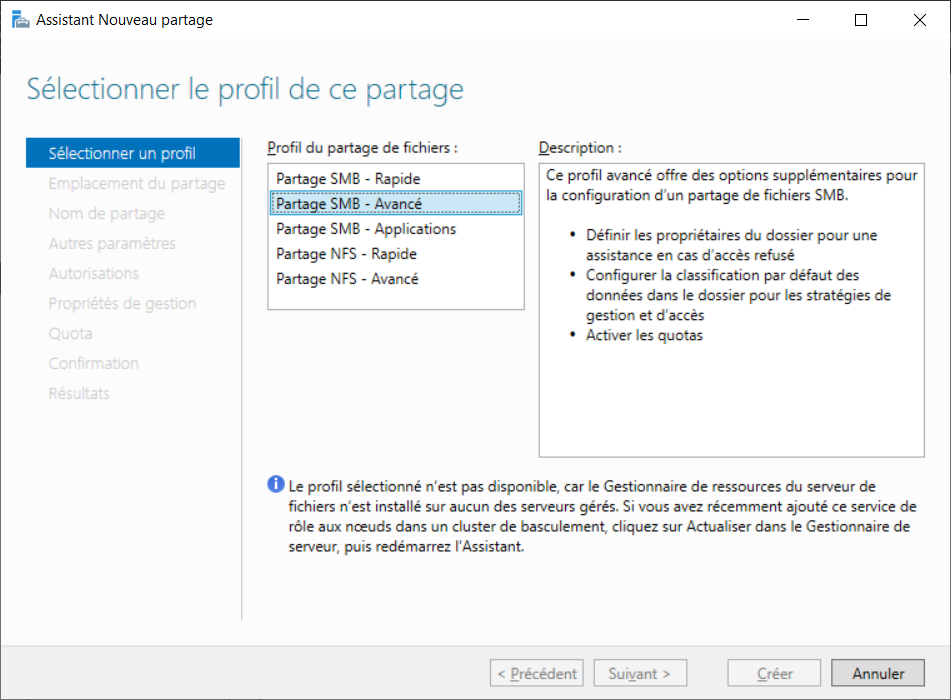 Assistant Nouveau partage
Sélectionner le profil de ce partage
Sélectionner un profil
Emplacement du partage
Nom de partage
Autres paramètres
Autorisations
Propriétés de gestion
Quota
Confirmation
Résultats
Profil du partage de fichiers :
Partage SMB - Rapide
Partage SMB - Avancé
Partage SMB - Applications
Partage NFS - Rapide
Partage NFS - Avancé
Description :
Ce profil avancé offre des options supplémentaires pour
la configuration d’un partage de fichiers SMB.
• Définir les propriétaires du dossier pour une
assistance en cas d’accès refusé
• Configurer la classification par défaut des
données dans le dossier pour les stratégies de
gestion et d’accès
• Activer les quotas
Le profil sélectionné n’est pas disponible, car le Gestionnaire de ressources du serveur de
fichiers n’est installé sur aucun des serveurs gérés. Si vous avez récemment ajouté ce service de
rôle aux nœuds dans un cluster de basculement, cliquez sur Actualiser dans le Gestionnaire de
serveur, puis redémarrez l’Assistant.
< Précédent
Suivant >
Créer
Annuler